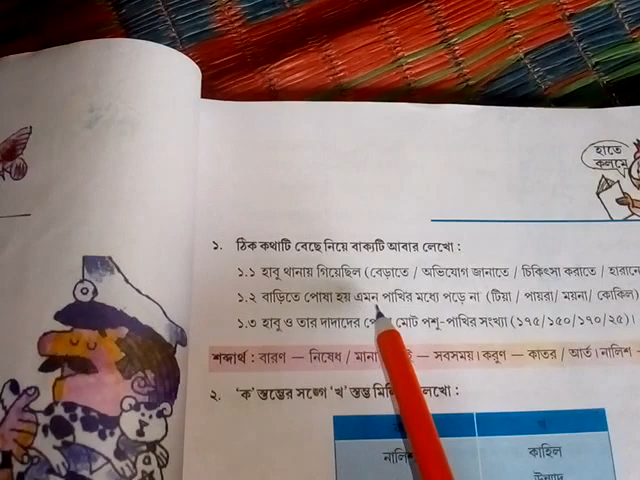 হাতে
কলমে
১. ঠিক কথাটি বেছে নিয়ে বাক্যটি আবার লেখো :
১.১ হাবু থানায় গিয়েছিল (বেড়াতে / অভিযোগ জানাতে / চিকিৎসা করাতে /
১.২ বাড়িতে পোষা হয় এমন পাখির মধ্যে পড়ে না (টিয়া / পায়রা/ ময়না/ কোকিল)
১.৩ হাবু ও তার দাদাদের মোট পশু-পাখির সংখ্যা (১৭৫/১৫০/১৭০/২৫)।
শব্দার্থ : বারণ — নিষেধ / মানা — সবসময়। করুণ — কাতর / আর্ত। নালিশ —
২. 'ক' স্তম্ভের সঙ্গে 'খ' স্তম্ভ লেখো :
কাহিল